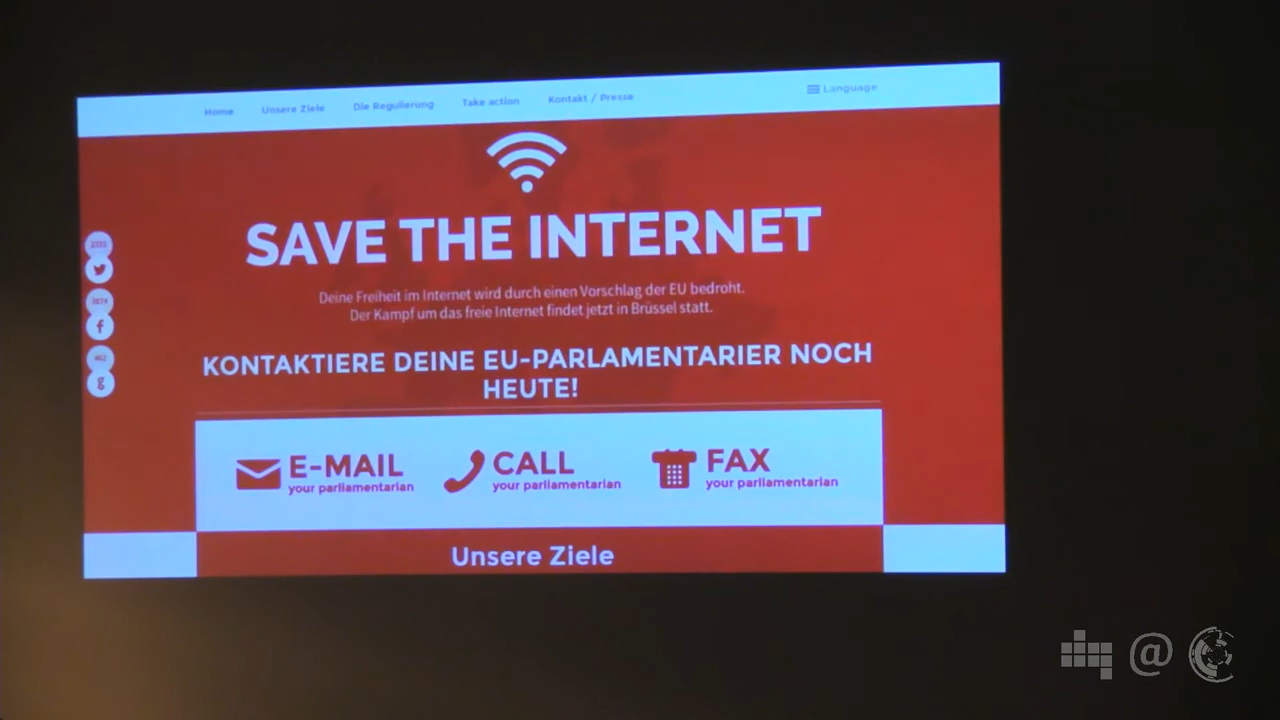 Home Unsere Ziele Die Regulierung Take action Kontakt / Presse Language
SAVE THE INTERNET
Deine Freiheit im Internet wird durch einen Vorschlag der EU bedroht.
Der Kampf um das freie Internet findet jetzt in Brüssel statt.
KONTAKTIERE DEINE EU-PARLAMENTARIER NOCH
HEUTE!
E-MAIL CALL FAX
your parliamentarian your parliamentarian your parliamentarian
Unsere Ziele
@